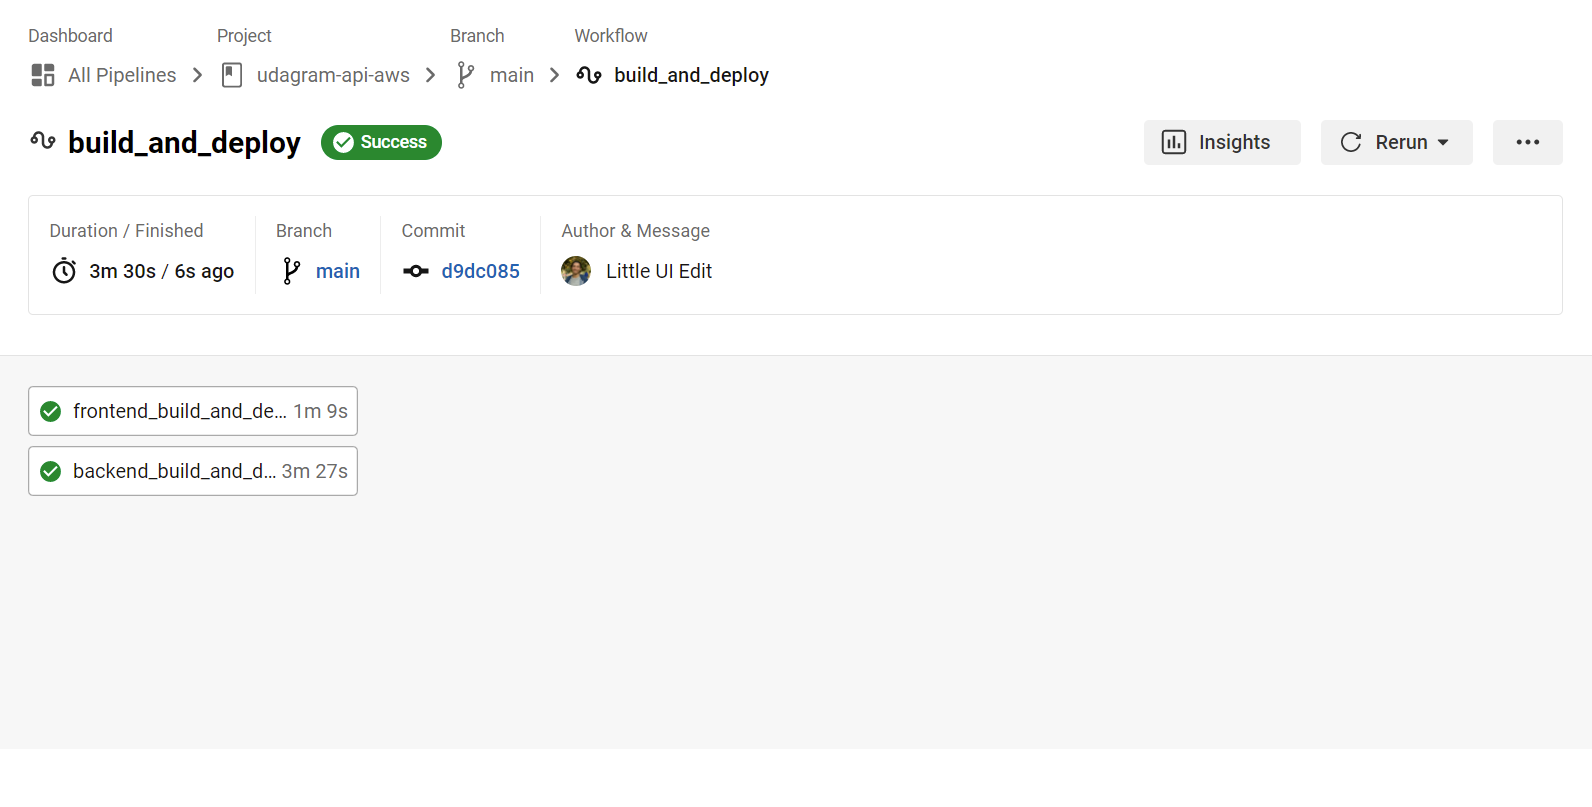 Dashboard Project Branch Workflow
All Pipelines udagram-api-aws main build_and_deploy
build_and_deploy Success Insights Rerun
Duration / Finished Branch Commit Author & Message
3m 30s / 6s ago main d9dc085 Little UI Edit
frontend_build_and_de... 1m 9s
backend_build_and_d... 3m 27s